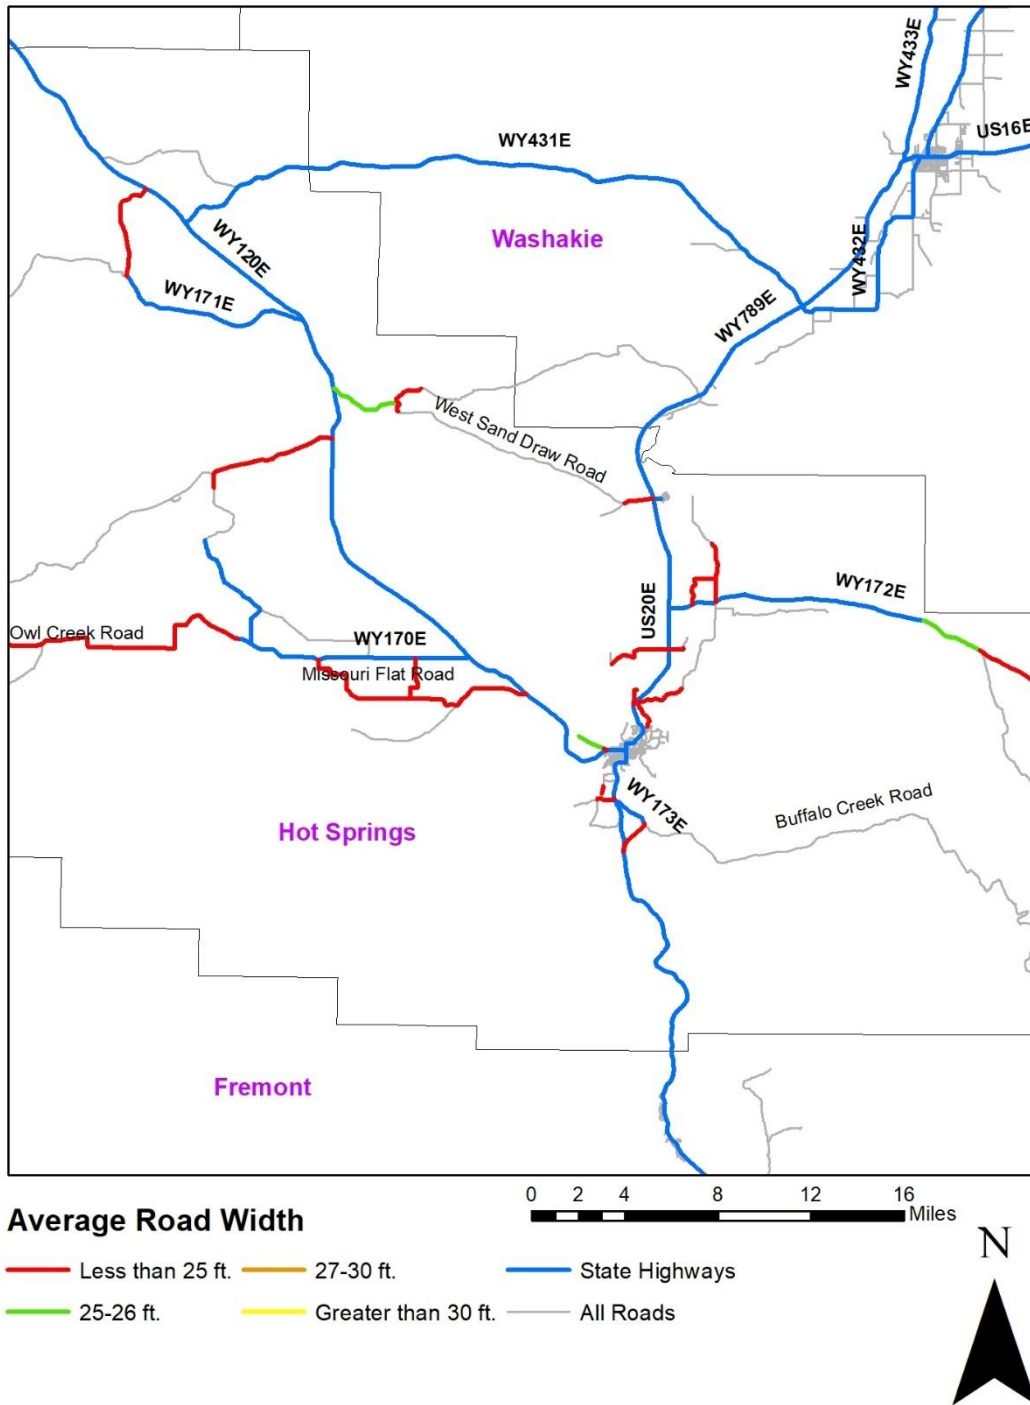 WY433E
US16E
WY431E
Washakie
WY120E
WY432E
WY171E
WY789E
West Sand Draw Road
WY172E
US20E
Owl Creek Road
WY170E
Missouri Flat Road
WY173E
Buffalo Creek Road
Hot Springs
Fremont
0 2 4 8 12 16
Miles
Average Road Width
N
Less than 25 ft. 27-30 ft. State Highways
25-26 ft. Greater than 30 ft. All Roads